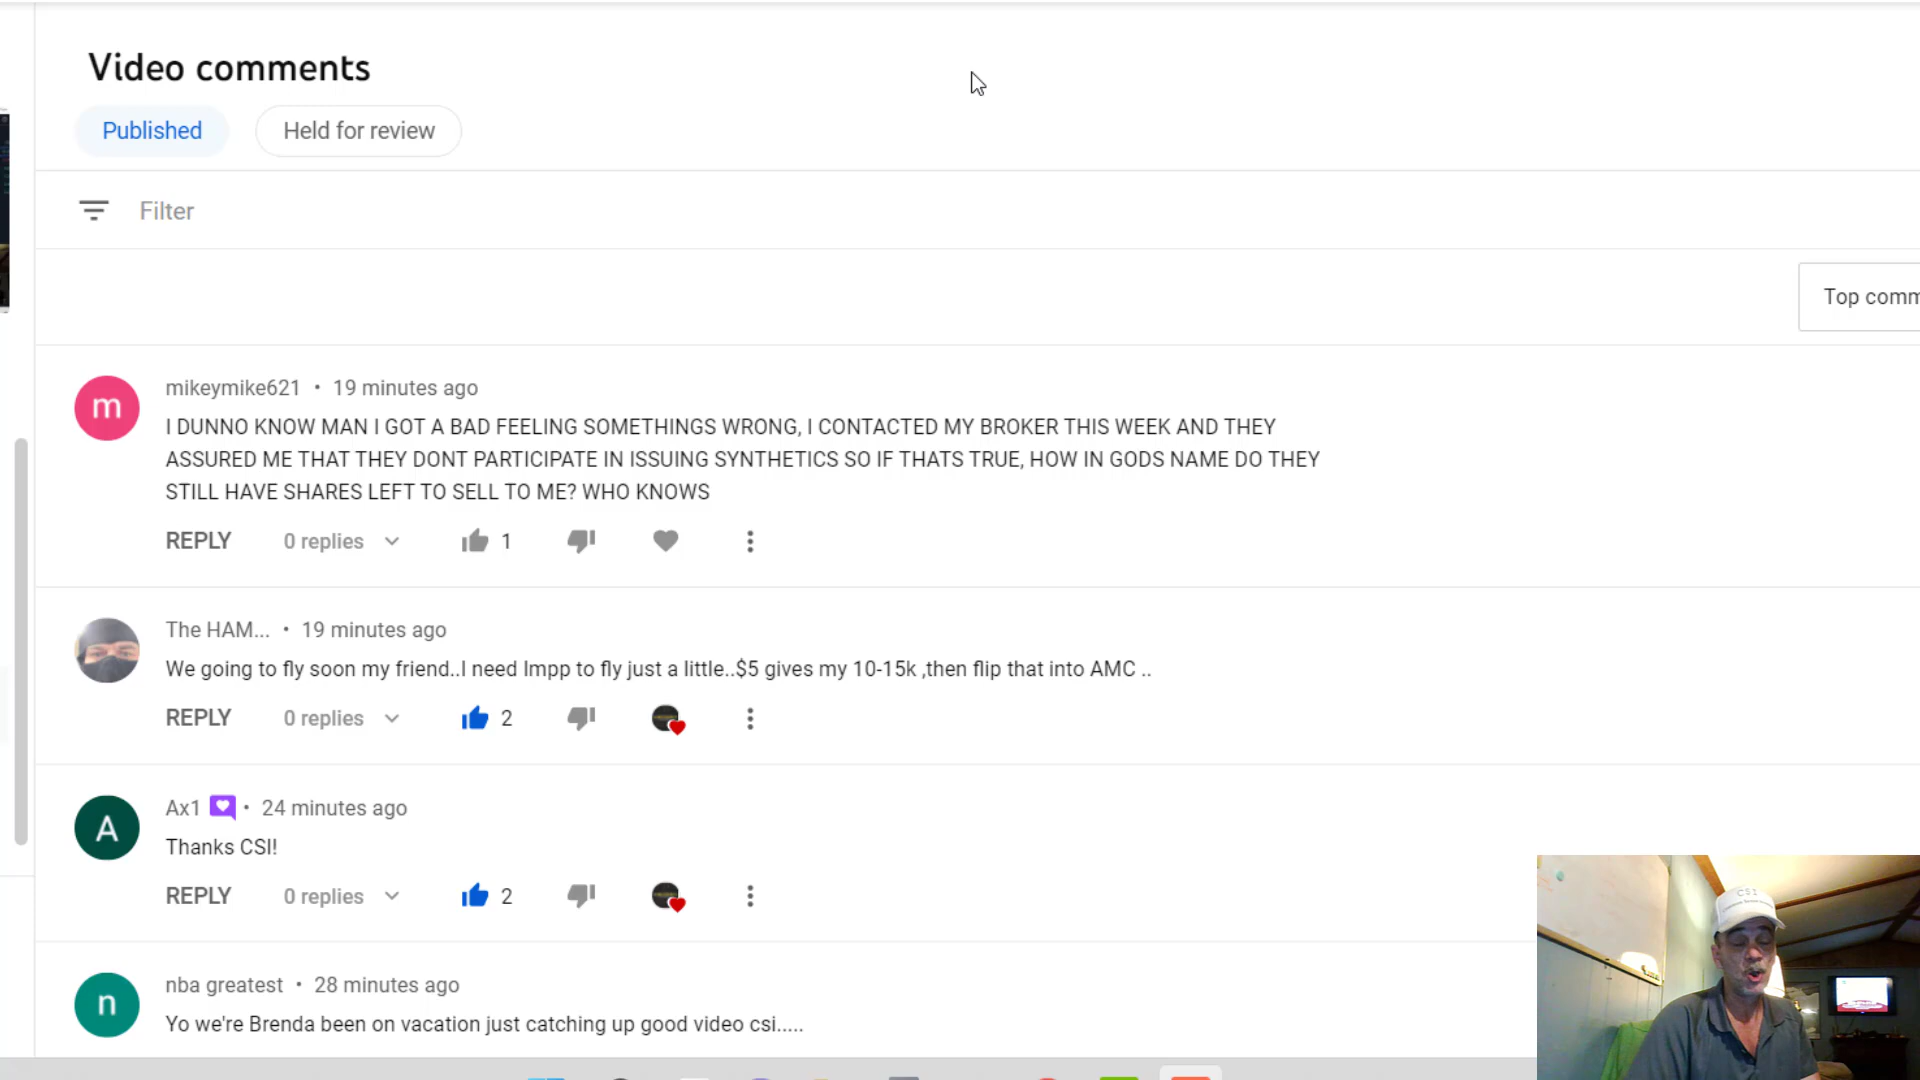 Video comments
Published
Held for review
Filter
Top comm
m
mikeymike621 • 19 minutes ago
I DUNNO KNOW MAN I GOT A BAD FEELING SOMETHINGS WRONG, I CONTACTED MY BROKER THIS WEEK AND THEY
ASSURED ME THAT THEY DONT PARTICIPATE IN ISSUING SYNTHETICS SO IF THATS TRUE, HOW IN GODS NAME DO THEY
STILL HAVE SHARES LEFT TO SELL TO ME? WHO KNOWS
REPLY 0 replies 1
The HAM... • 19 minutes ago
We going to fly soon my friend..I need Impp to fly just a little..$5 gives my 10-15k ,then flip that into AMC ..
REPLY 0 replies 2
A
Ax1 • 24 minutes ago
Thanks CSI!
REPLY 0 replies 2
n
nba greatest • 28 minutes ago
Yo we're Brenda been on vacation just catching up good video csi.....
CSI